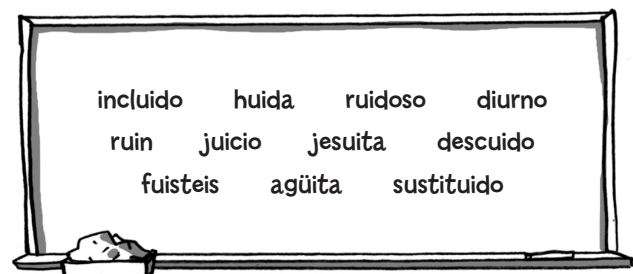 incluido huida ruidoso diurno
ruin juicio jesuita descuido
fuisteis agüita sustituido